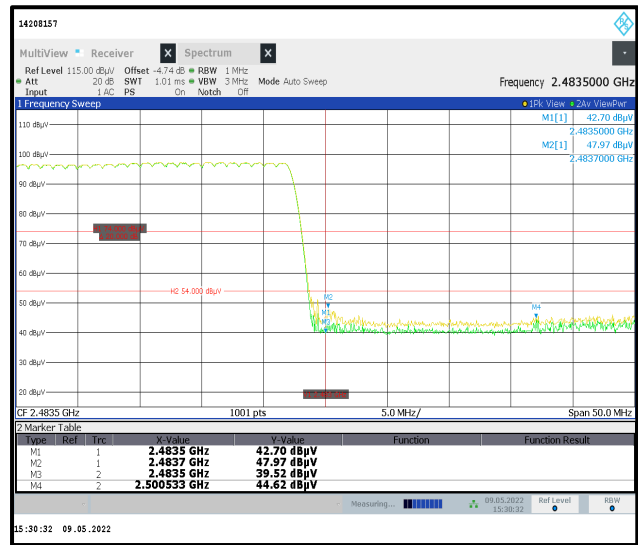 14208157
MultiView Receiver X Spectrum X
Ref Level 115.00 dBµV Offset -4.74 dB RBW 1 MHz
Att 20 dB SWT 1.01 ms VBW 3 MHz Mode Auto Sweep
Input 1 AC PS On Notch Off
Frequency 2.4835000 GHz
1 Frequency Sweep
1Pk View 2Av ViewPwr
M1[1] 42.70 dBµV
2.4835000 GHz
M2[1] 47.97 dBµV
2.4837000 GHz
110 dBµV
100 dBµV
90 dBµV
80 dBµV
70 dBµV
60 dBµV
H2 54.000 dBµV
50 dBµV
M2
M4
M1
M3
40 dBµV
30 dBµV
20 dBµV
CF 2.4835 GHz 1001 pts 5.0 MHz/ Span 50.0 MHz
2 Marker Table
Type Ref Trc X-Value Y-Value Function Function Result
M1 1 2.4835 GHz 42.70 dBµV
M2 1 2.4837 GHz 47.97 dBµV
M3 2 2.4835 GHz 39.52 dBµV
M4 2 2.500533 GHz 44.62 dBµV
Measuring... 09.05.2022 Ref Level RBW
15:30:32
15:30:32 09.05.2022